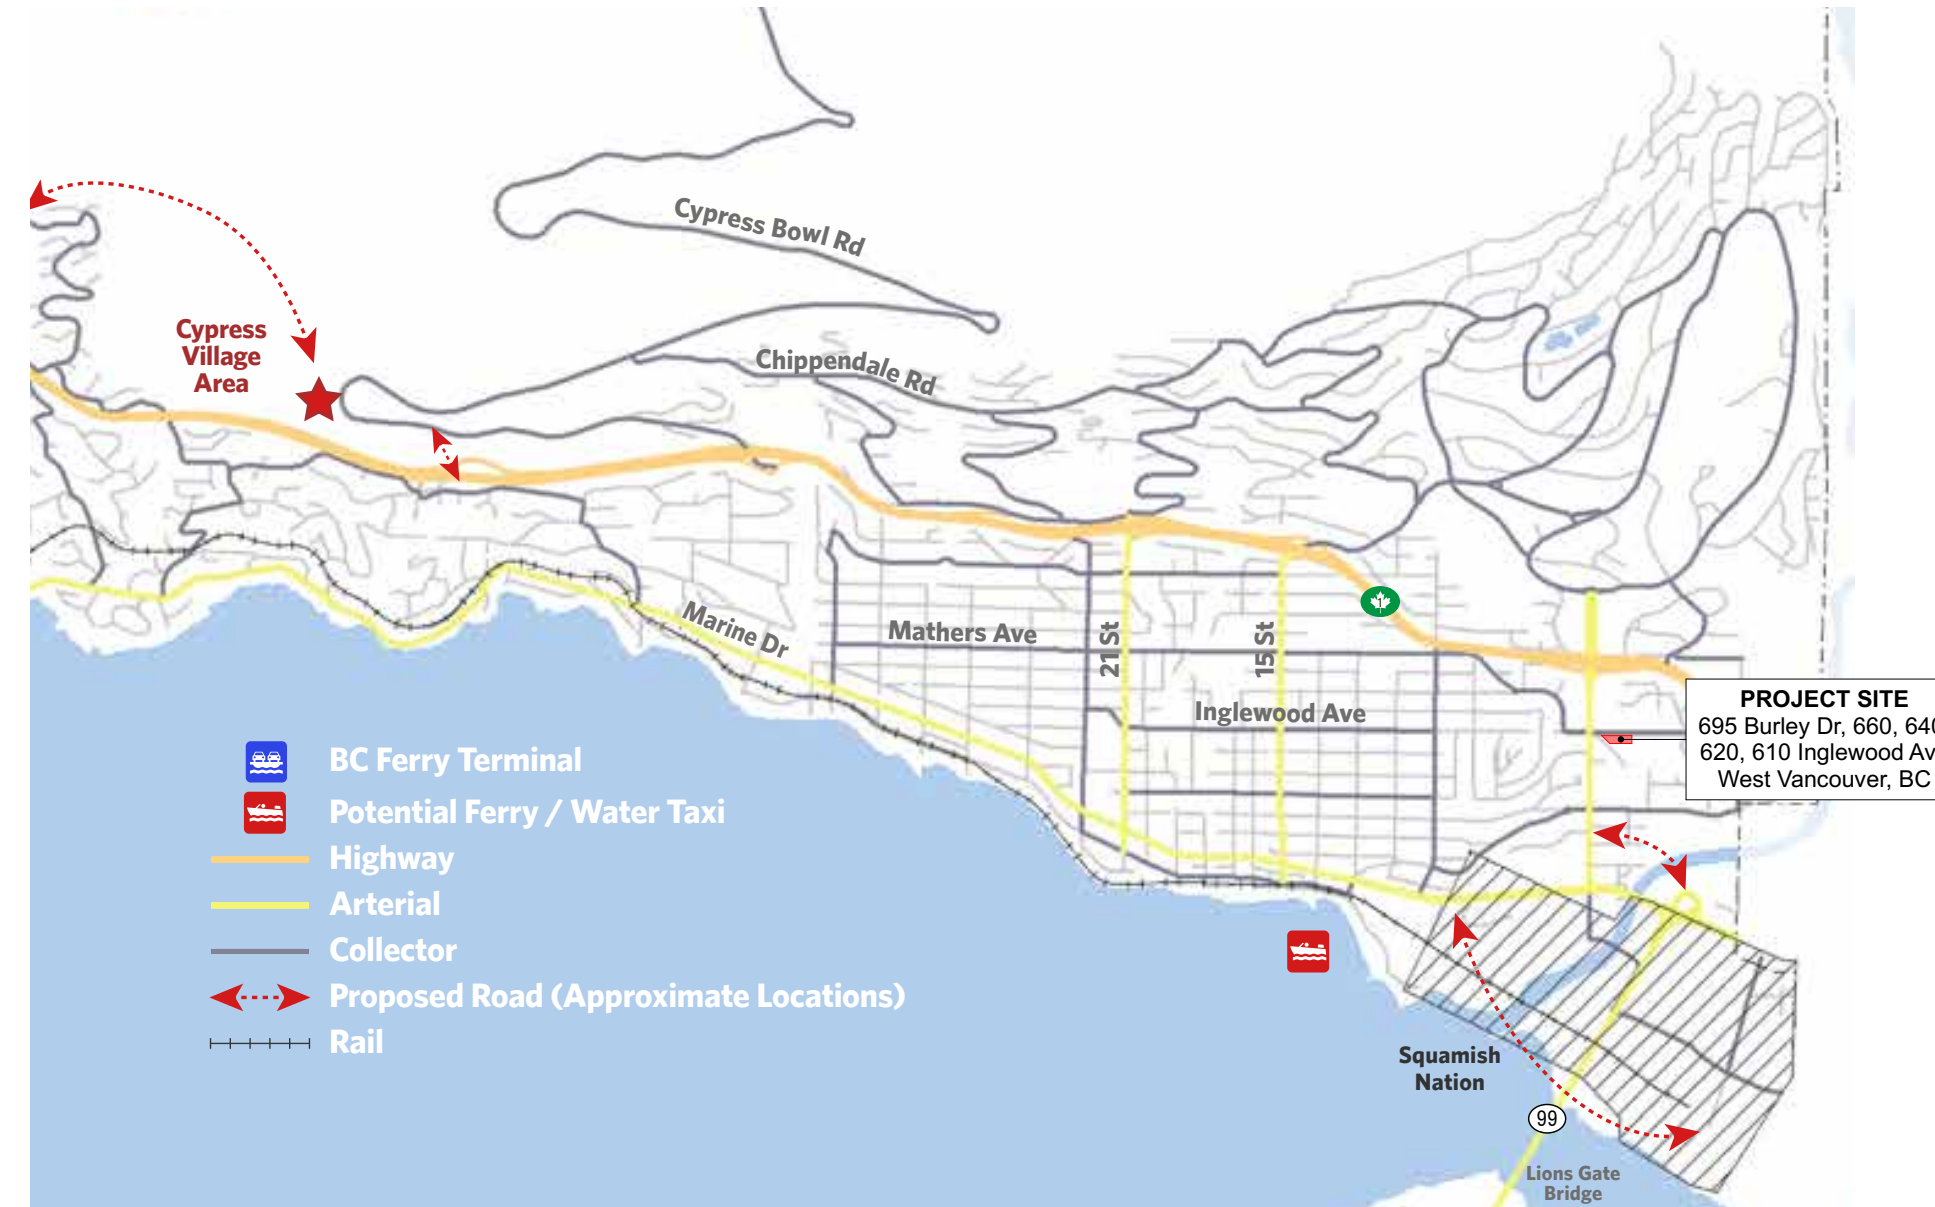 Cypress Bowl Rd
Cypress
Village
Area
Chippendale Rd
Marine Dr
Mathers Ave
21 St
15 St
1
Inglewood Ave
PROJECT SITE
695 Burley Dr, 660, 640
620, 610 Inglewood Av
West Vancouver, BC
BC Ferry Terminal
Potential Ferry / Water Taxi
Highway
Arterial
Collector
Proposed Road (Approximate Locations)
Rail
Squamish
Nation
99
Lions Gate
Bridge